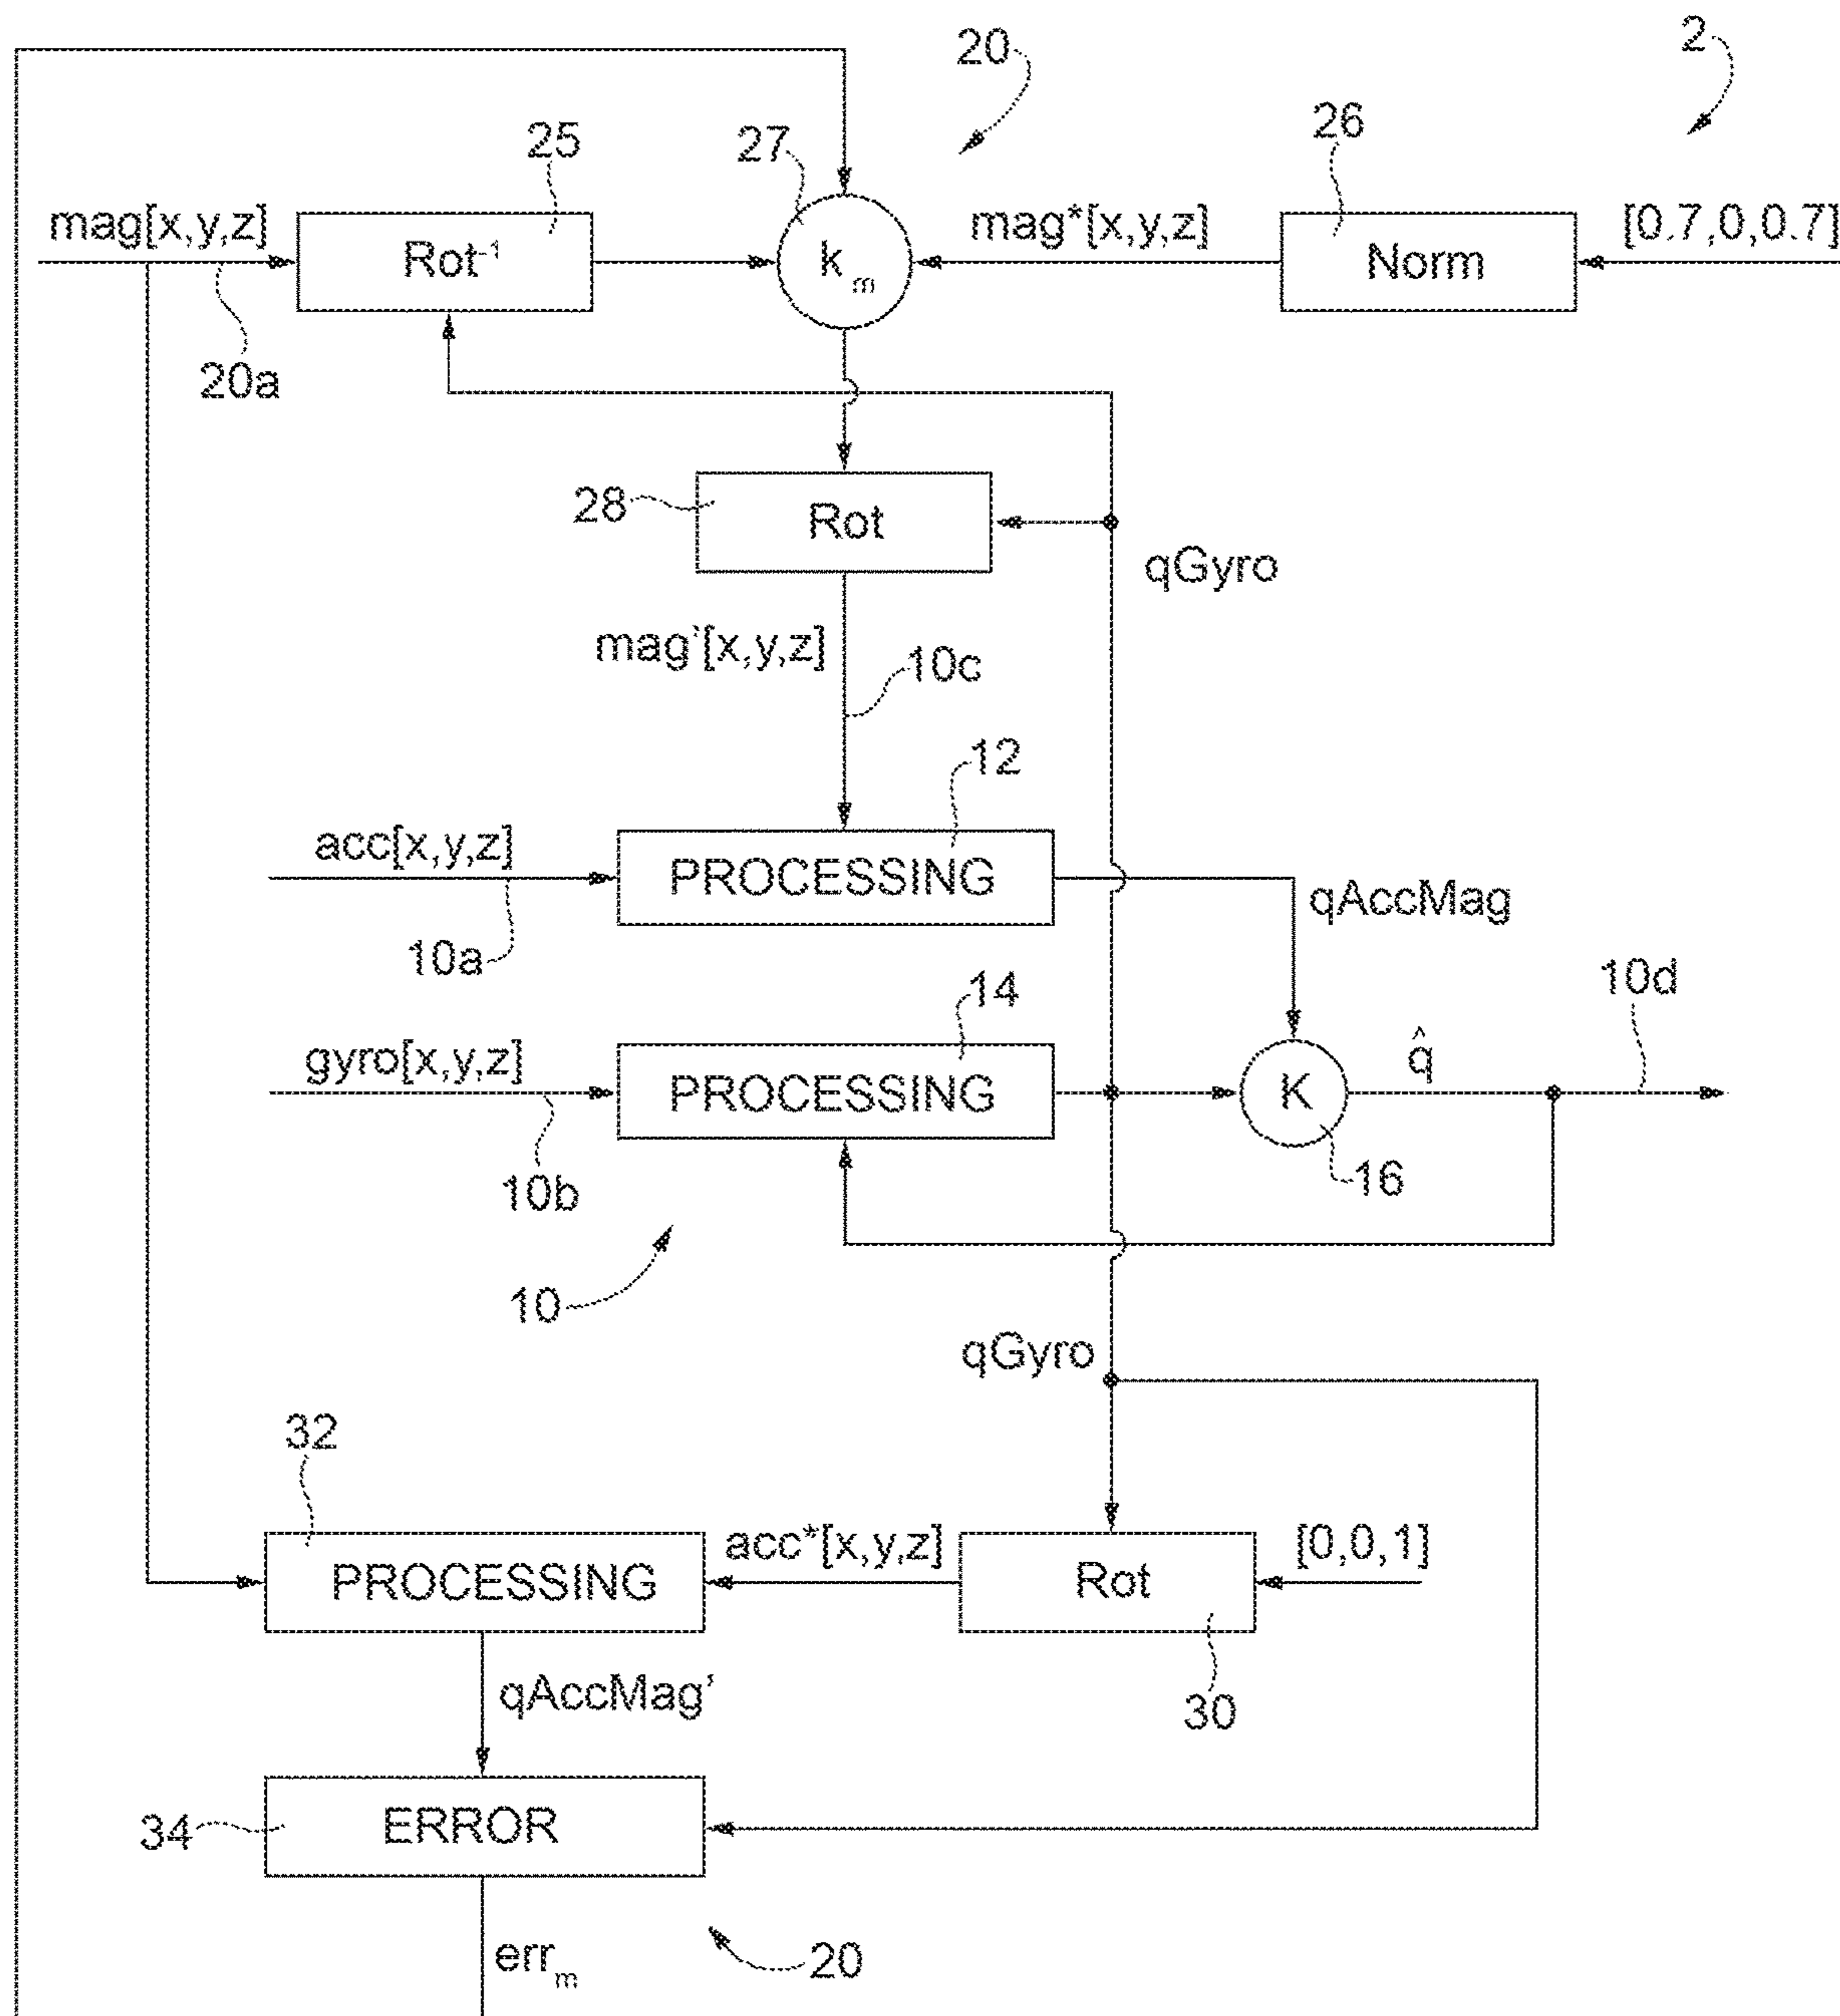 20
2
25
27
26
mag[x,y,z]
Rot⁻¹
kₘ
mag*[x,y,z]
Norm
[0.7,0,0.7]
20a
28
Rot
qGyro
mag'[x,y,z]
10c
12
acc[x,y,z]
PROCESSING
qAccMag
10a
14
10d
gyro[x,y,z]
PROCESSING
K
q̂
10b
16
10
qGyro
32
PROCESSING
acc*[x,y,z]
Rot
[0,0,1]
qAccMag'
30
34
ERROR
errₘ
20